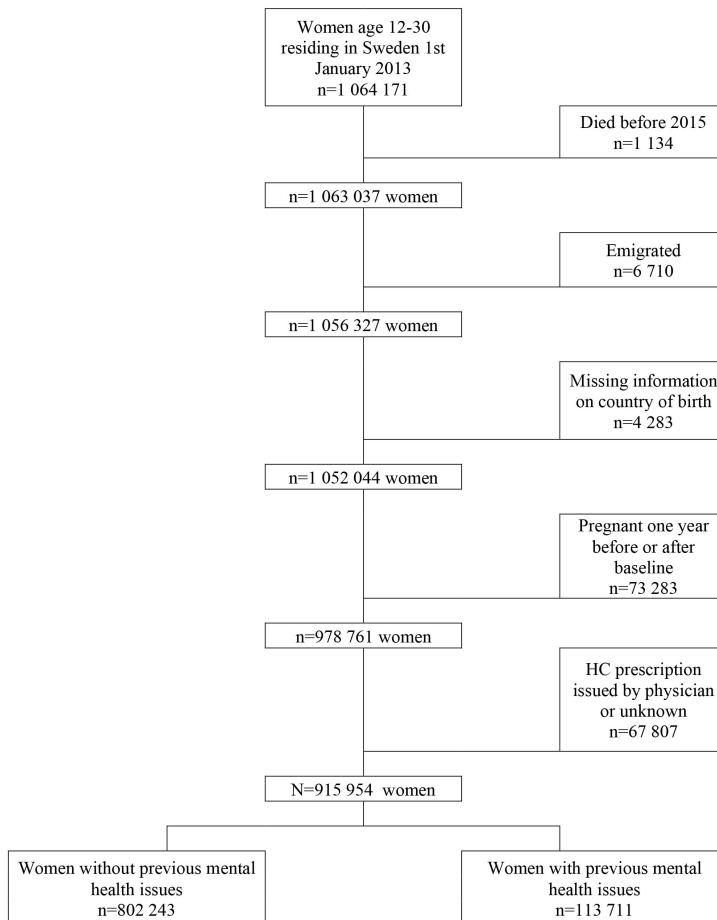 Women age 12-30
residing in Sweden 1st
January 2013
n=1 064 171
Died before 2015
n=1 134
n=1 063 037 women
Emigrated
n=6 710
n=1 056 327 women
Missing information
on country of birth
n=4 283
n=1 052 044 women
Pregnant one year
before or after
baseline
n=73 283
n=978 761 women
HC prescription
issued by physician
or unknown
n=67 807
N=915 954 women
Women without previous mental
health issues
n=802 243
Women with previous mental
health issues
n=113 711